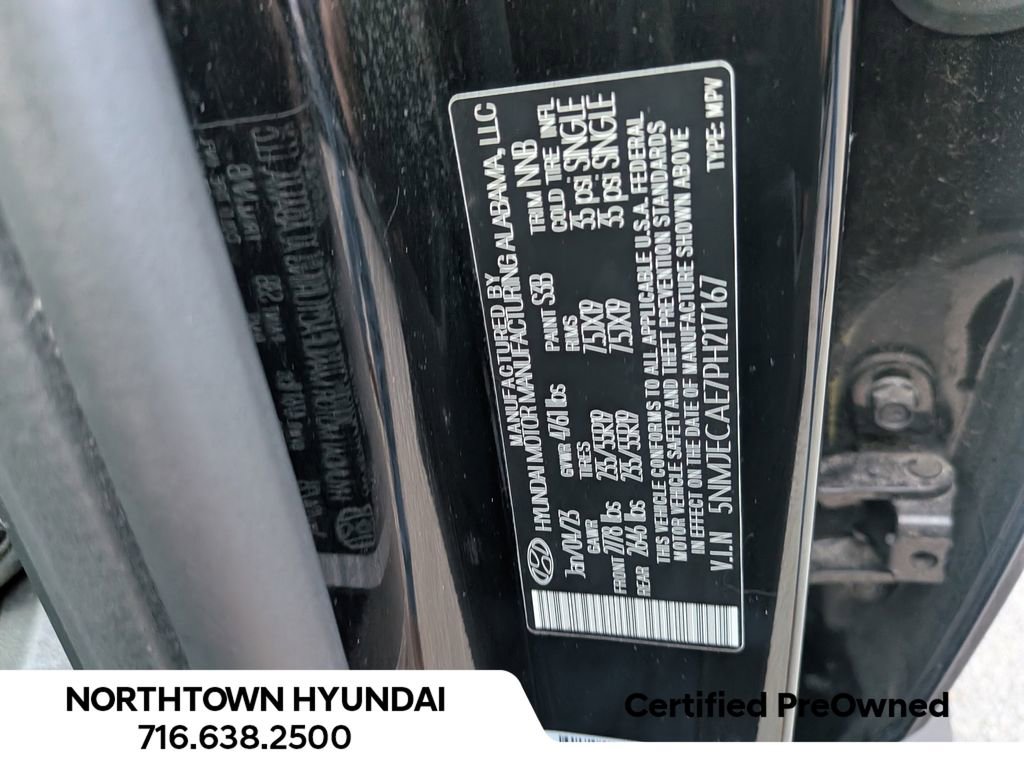 MANUFACTURED BY
HYUNDAI MOTOR MANUFACTURING ALABAMA, LLC
Jan/04/23 GVWR 4761 lbs PAINT S3B TRIM NNB
GAWR TIRES RIMS COLD TIRE INFL
FRONT 2778 lbs 235/55R19 7.5JX19 35 psi SINGLE
REAR 2646 lbs 235/55R19 7.5JX19 35 psi SINGLE
THIS VEHICLE CONFORMS TO ALL APPLICABLE U.S.A. FEDERAL
MOTOR VEHICLE SAFETY AND THEFT PREVENTION STANDARDS
IN EFFECT ON THE DATE OF MANUFACTURE SHOWN ABOVE
V.I.N 5NMJECAE7PH217167 TYPE: MPV
NORTHTOWN HYUNDAI
716.638.2500
Certified PreOwned